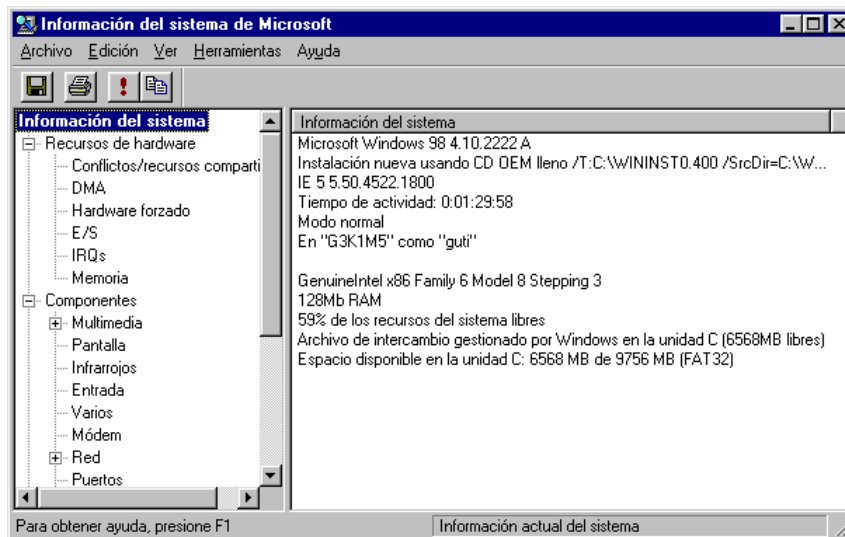 Información del sistema de Microsoft
Archivo Edición Ver Herramientas Ayuda
Información del sistema
Recursos de hardware
Conflictos/recursos comparti
DMA
Hardware forzado
E/S
IRQs
Memoria
Componentes
Multimedia
Pantalla
Infrarrojos
Entrada
Varios
Módem
Red
Puertos
Información del sistema
Microsoft Windows 98 4.10.2222 A
Instalación nueva usando CD OEM lleno /T:C:\WININST0.400 /SrcDir=C:\W...
IE 5 5.50.4522.1800
Tiempo de actividad: 0:01:29:58
Modo normal
En "G3K1M5" como "guti"
GenuineIntel x86 Family 6 Model 8 Stepping 3
128Mb RAM
59% de los recursos del sistema libres
Archivo de intercambio gestionado por Windows en la unidad C (6568MB libres)
Espacio disponible en la unidad C: 6568 MB de 9756 MB (FAT32)
Para obtener ayuda, presione F1
Información actual del sistema